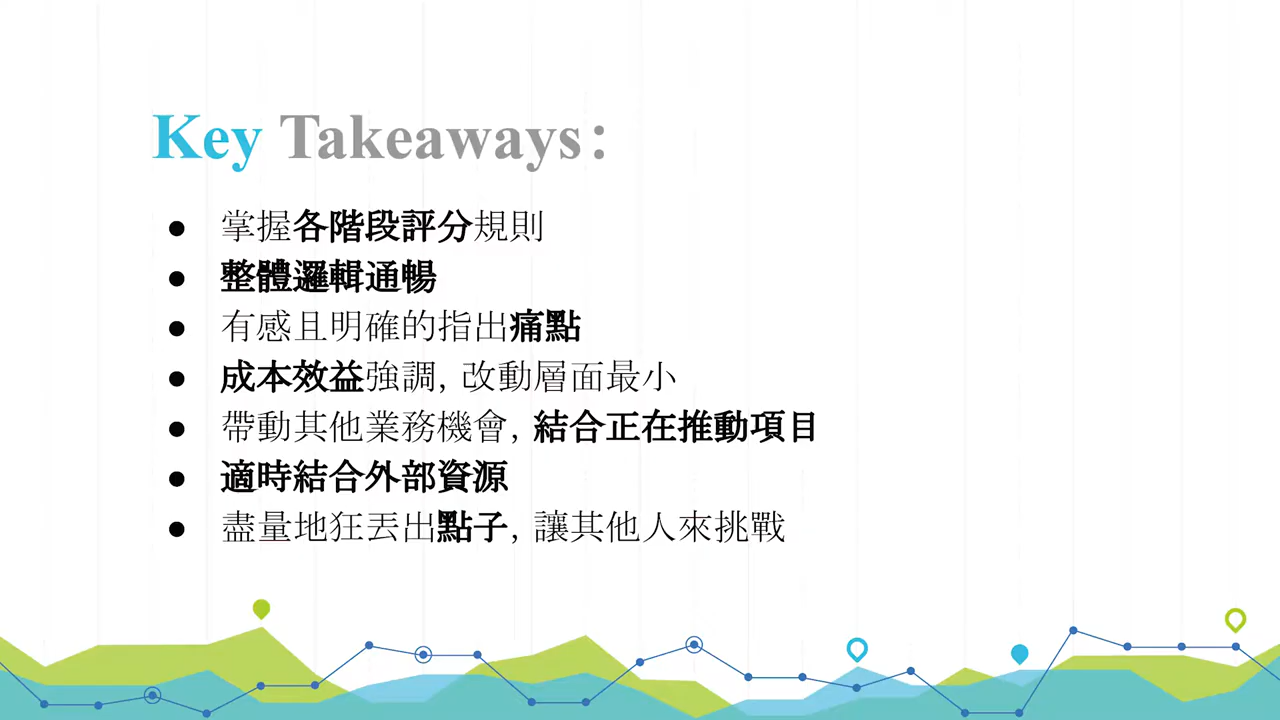 Key Takeaways：
● 掌握各階段評分規則
● 整體邏輯通暢
● 有感且明確的指出痛點
● 成本效益強調, 改動層面最小
● 帶動其他業務機會, 結合正在推動項目
● 適時結合外部資源
● 盡量地狂丟出點子, 讓其他人來挑戰